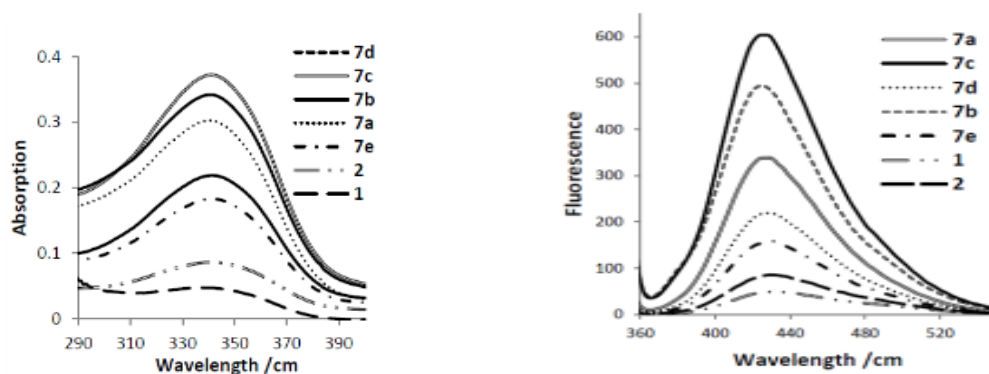 0.4
0.3
0.2
0.1
0
290 310 330 350 370 390
Absorption
Wavelength /cm
7d
7c
7b
7a
7e
2
1
600
500
400
300
200
100
0
360 400 440 480 520
Fluorescence
Wavelength /cm
7a
7c
7d
7b
7e
1
2